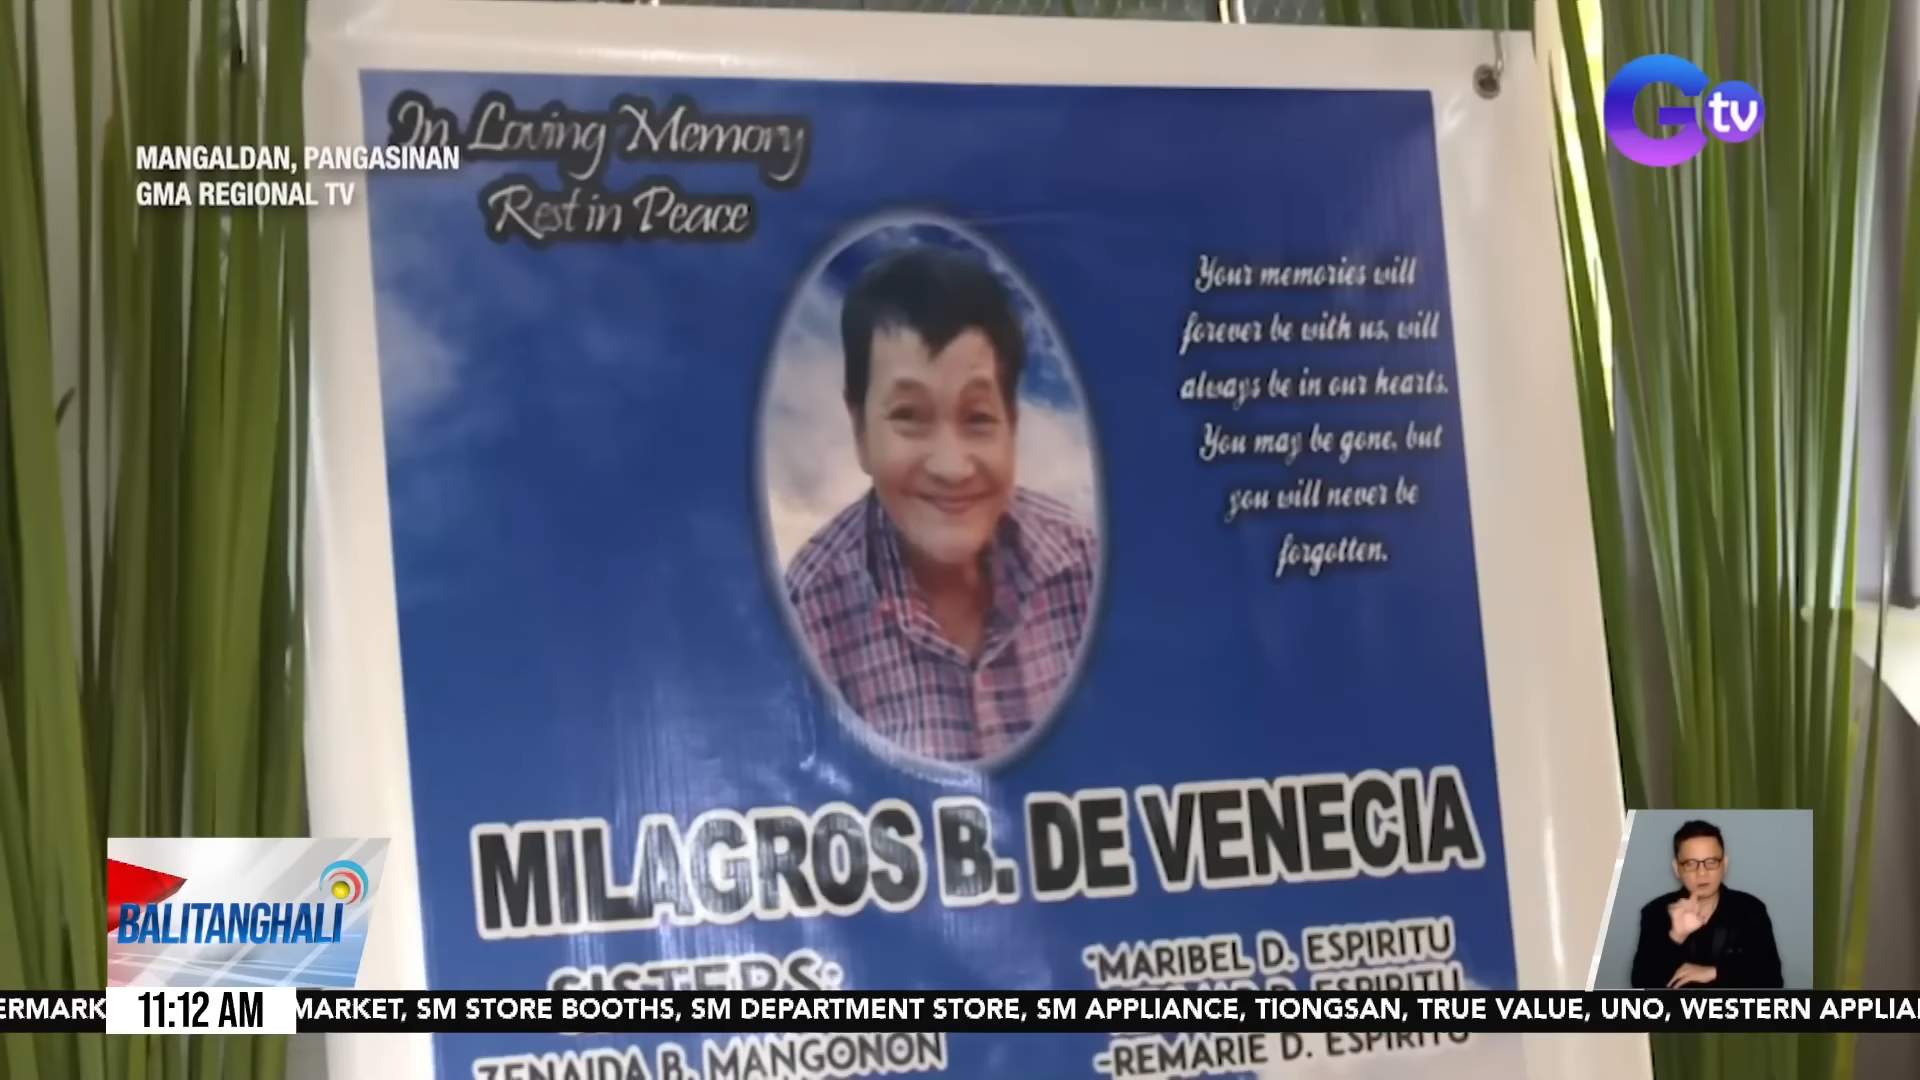 In Loving Memory
Rest in Peace
MANGALDAN, PANGASINAN
GMA REGIONAL TV
G tv
Your memories will
forever be with us, will
always be in our hearts.
You may be gone, but
you will never be
forgotten.
MILAGROS B. DE VENECIA
SISTERS:
ZENAIDA B. MANGONON
*MARIBEL D. ESPIRITU
D. ESPIRITU
-REMARIE D. ESPIRITU
BALITANGHALI
11:12 AM
ERMARK MARKET, SM STORE BOOTHS, SM DEPARTMENT STORE, SM APPLIANCE, TIONGSAN, TRUE VALUE, UNO, WESTERN APPLIA